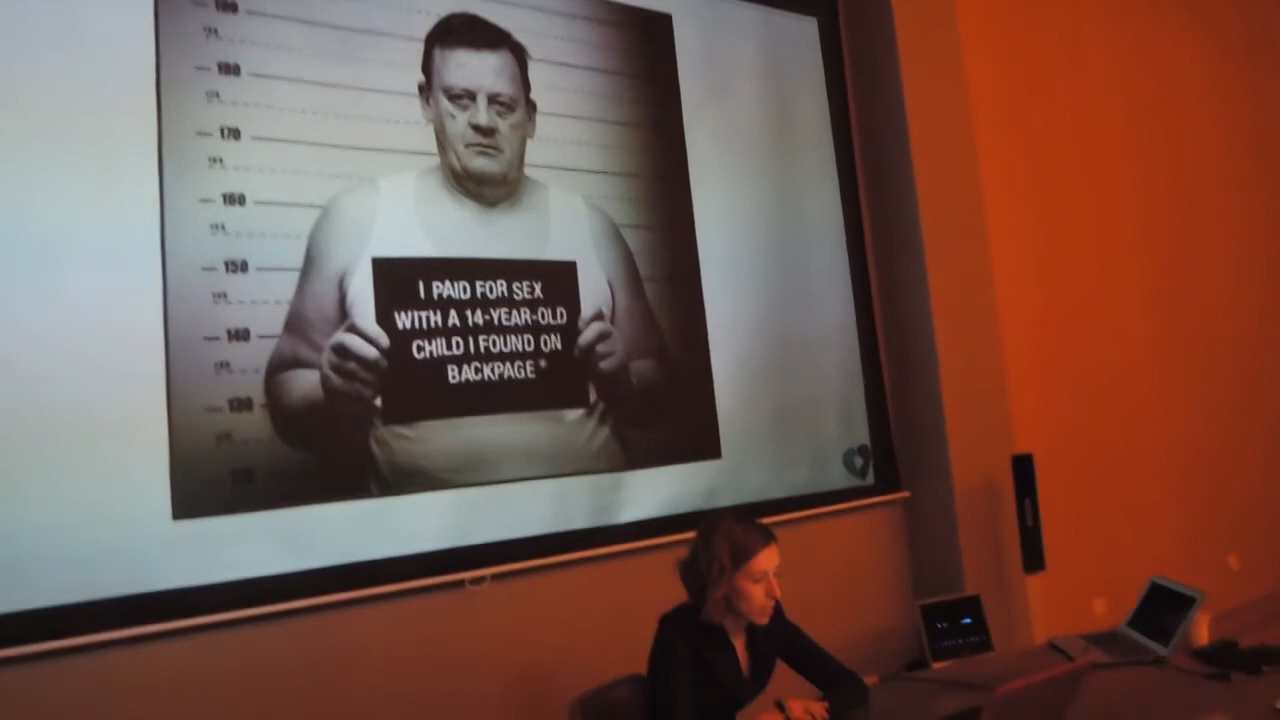 190
180
170
160
150
140
130
I PAID FOR SEX
WITH A 14-YEAR-OLD
CHILD I FOUND ON
BACKPAGE*